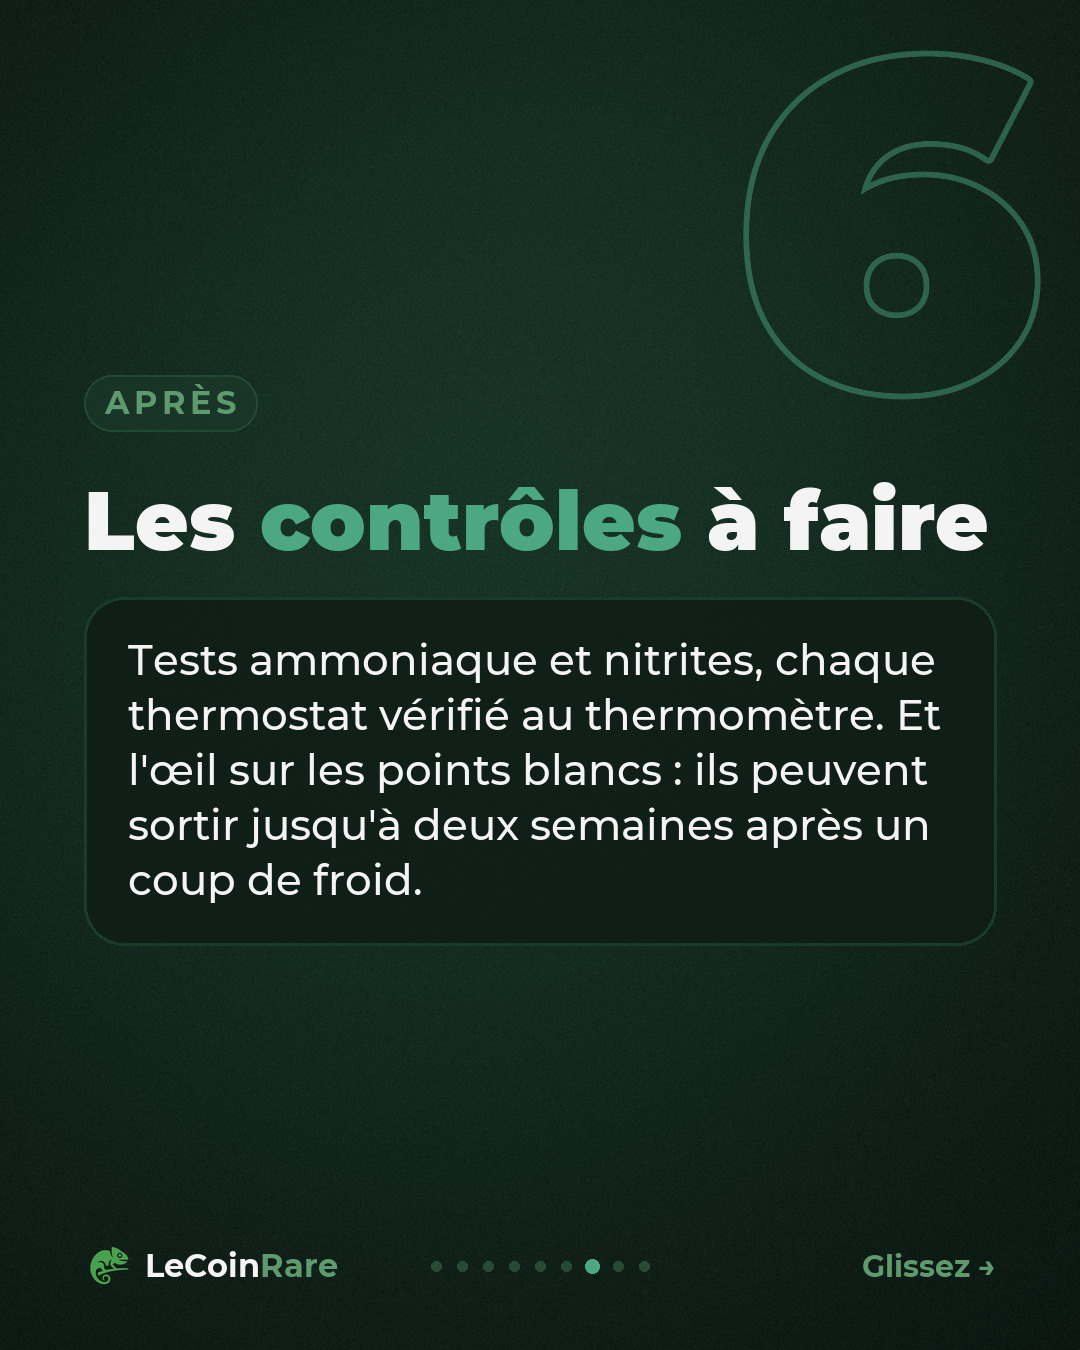 6
APRÈS
Les contrôles à faire
Tests ammoniaque et nitrites, chaque
thermostat vérifié au thermomètre. Et
l'œil sur les points blancs : ils peuvent
sortir jusqu'à deux semaines après un
coup de froid.
LeCoinRare
Glissez →